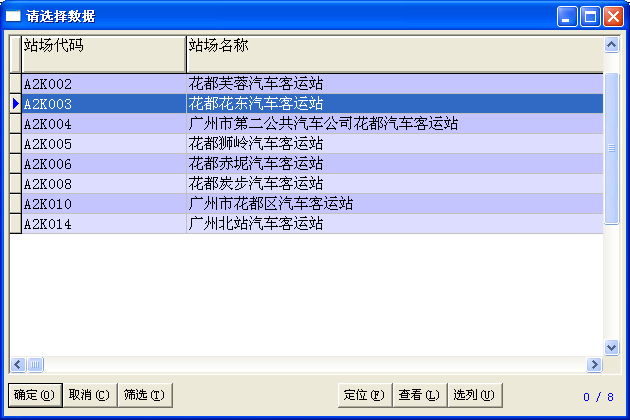 请选择数据
站场代码 站场名称
A2K002 花都芙蓉汽车客运站
A2K003 花都花东汽车客运站
A2K004 广州市第二公共汽车公司花都汽车客运站
A2K005 花都狮岭汽车客运站
A2K006 花都赤坭汽车客运站
A2K008 花都炭步汽车客运站
A2K010 广州市花都区汽车客运站
A2K014 广州北站汽车客运站
确定(O) 取消(C) 筛选(I) 定位(F) 查看(L) 选列(U) 0 / 8